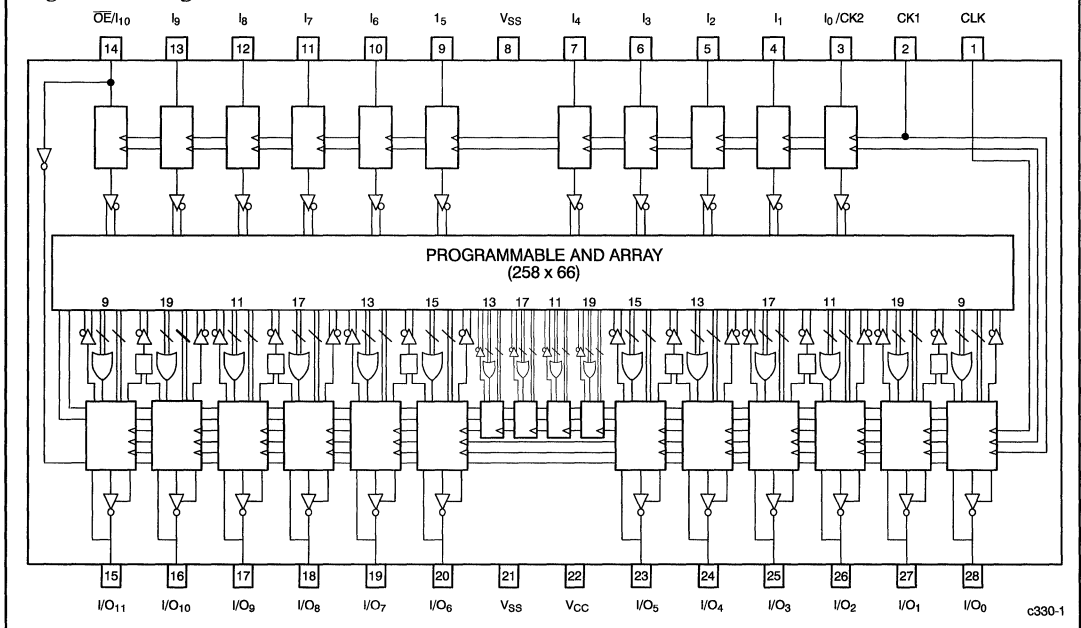 OE/I10 I9 I8 I7 I6 15 VSS I4 I3 I2 I1 I0/CK2 CK1 CLK
14 13 12 11 10 9 8 7 6 5 4 3 2 1
PROGRAMMABLE AND ARRAY
(258 x 66)
9 19 11 17 13 15 13 17 11 19 15 13 17 11 19 9
15 16 17 18 19 20 21 22 23 24 25 26 27 28
I/O11 I/O10 I/O9 I/O8 I/O7 I/O6 VSS VCC I/O5 I/O4 I/O3 I/O2 I/O1 I/O0
c330-1